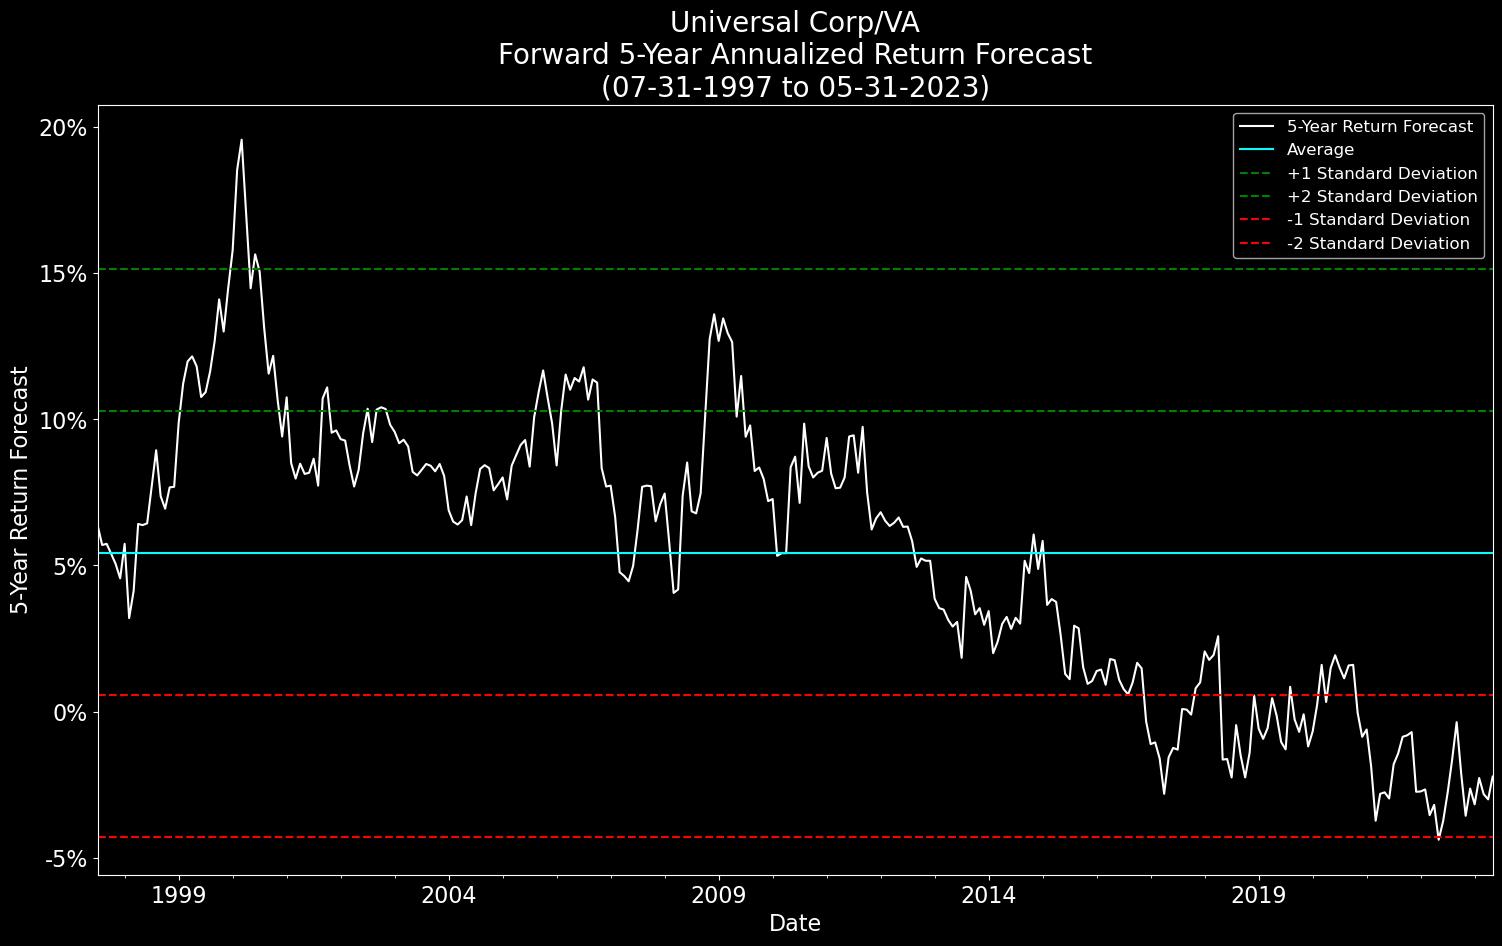 Universal Corp/VA
Forward 5-Year Annualized Return Forecast
(07-31-1997 to 05-31-2023)
5-Year Return Forecast
Average
+1 Standard Deviation
+2 Standard Deviation
-1 Standard Deviation
-2 Standard Deviation
5-Year Return Forecast
20%
15%
10%
5%
0%
-5%
1999
2004
2009
2014
2019
Date